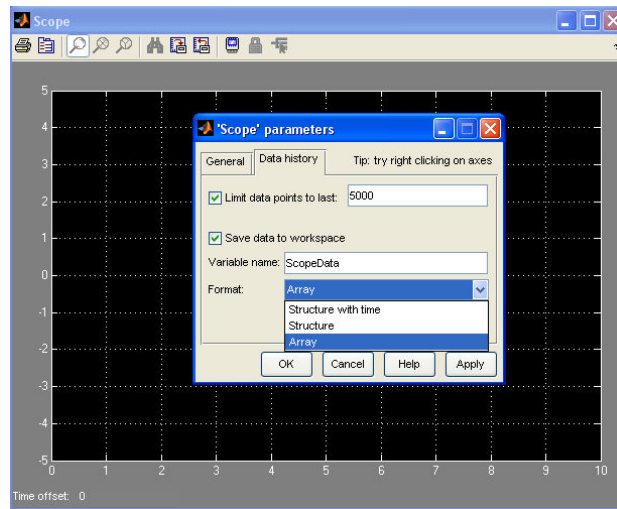 Scope
5
4
3
2
1
0
-1
-2
-3
-4
-5
0 1 2 3 4 5 6 7 8 9 10
Time offset: 0
'Scope' parameters
General Data history Tip: try right clicking on axes
Limit data points to last: 5000
Save data to workspace
Variable name: ScopeData
Format: Array
Structure with time
Structure
Array
OK Cancel Help Apply